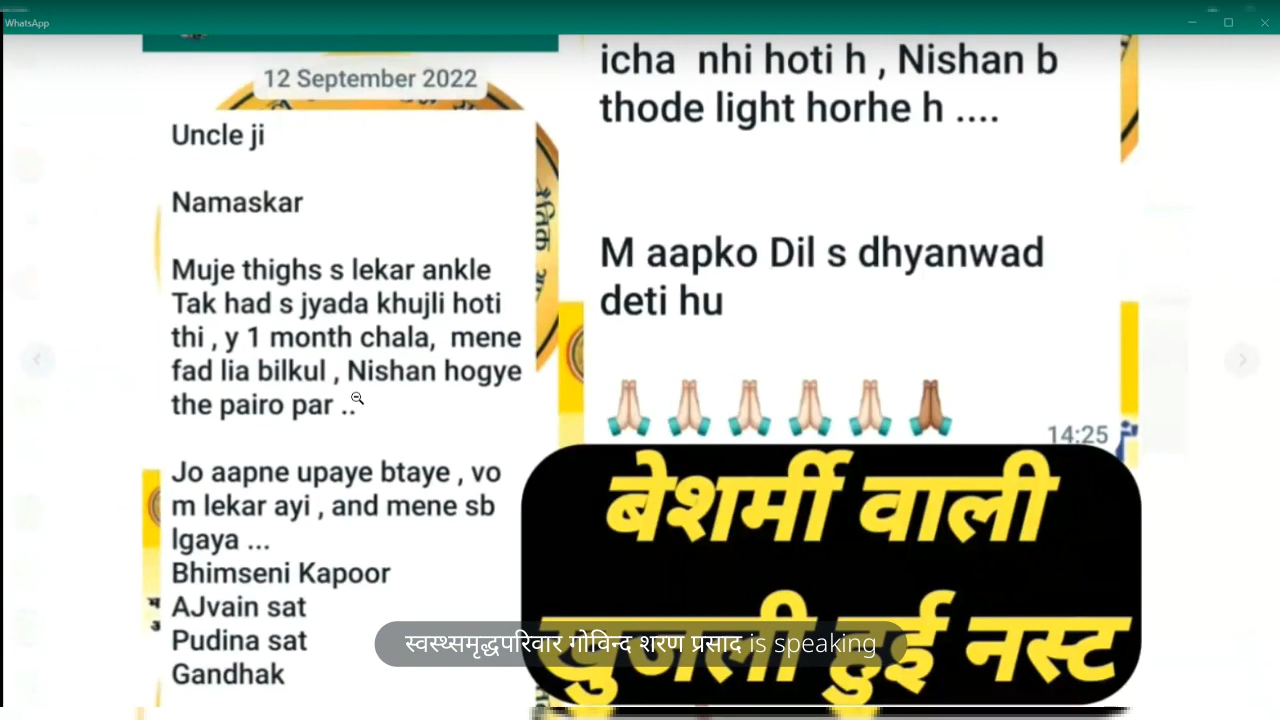 WhatsApp
12 September 2022
Uncle ji
Namaskar
Muje thighs s lekar ankle
Tak had s jyada khujli hoti
thi , y 1 month chala, mene
fad lia bilkul , Nishan hogye
the pairo par ..
Jo aapne upaye btaye , vo
m lekar ayi , and mene sb
lgaya ...
Bhimseni Kapoor
AJvain sat
Pudina sat
Gandhak
icha nhi hoti h , Nishan b
thode light horhe h ....
M aapko Dil s dhyanwad
deti hu
🙏🏻 🙏🏻 🙏🏻 🙏🏻 🙏🏻 🙏🏾
14:25
बेशर्मी वाली
खुजली हुई नस्ट
स्वस्थ्समृद्धपरिवार गोविन्द शरण प्रसाद is speaking